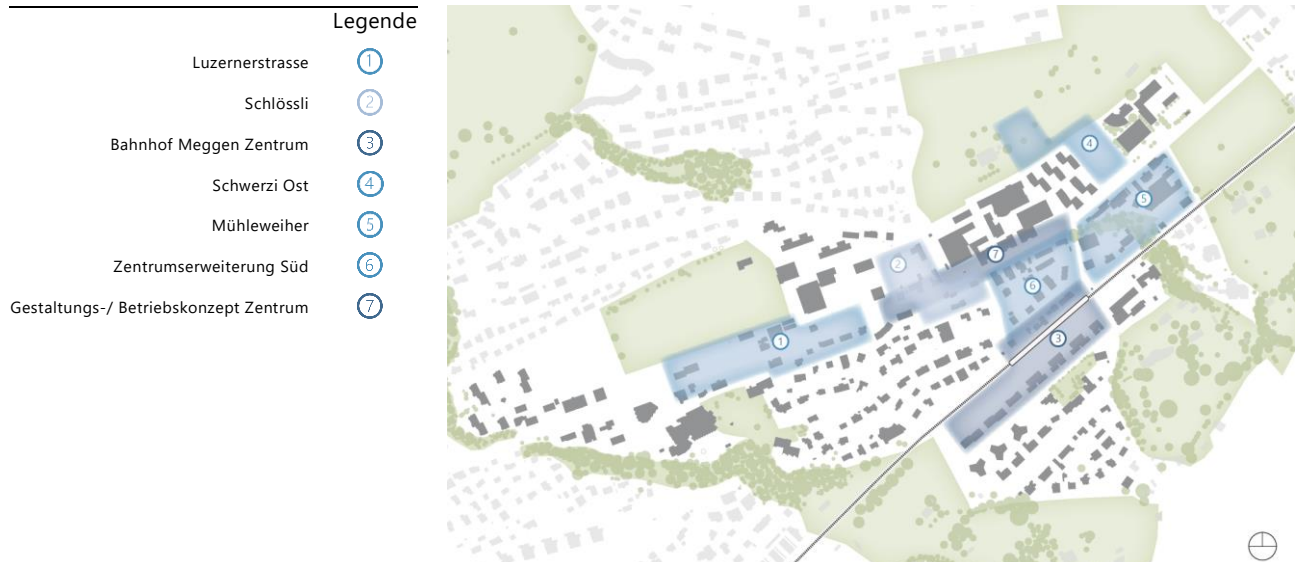 Legende
Luzernerstrasse 1
Schlössli 2
Bahnhof Meggen Zentrum 3
Schwerzi Ost 4
Mühleweiher 5
Zentrumserweiterung Süd 6
Gestaltungs-/ Betriebskonzept Zentrum 7
4
5
2
7
6
1
3